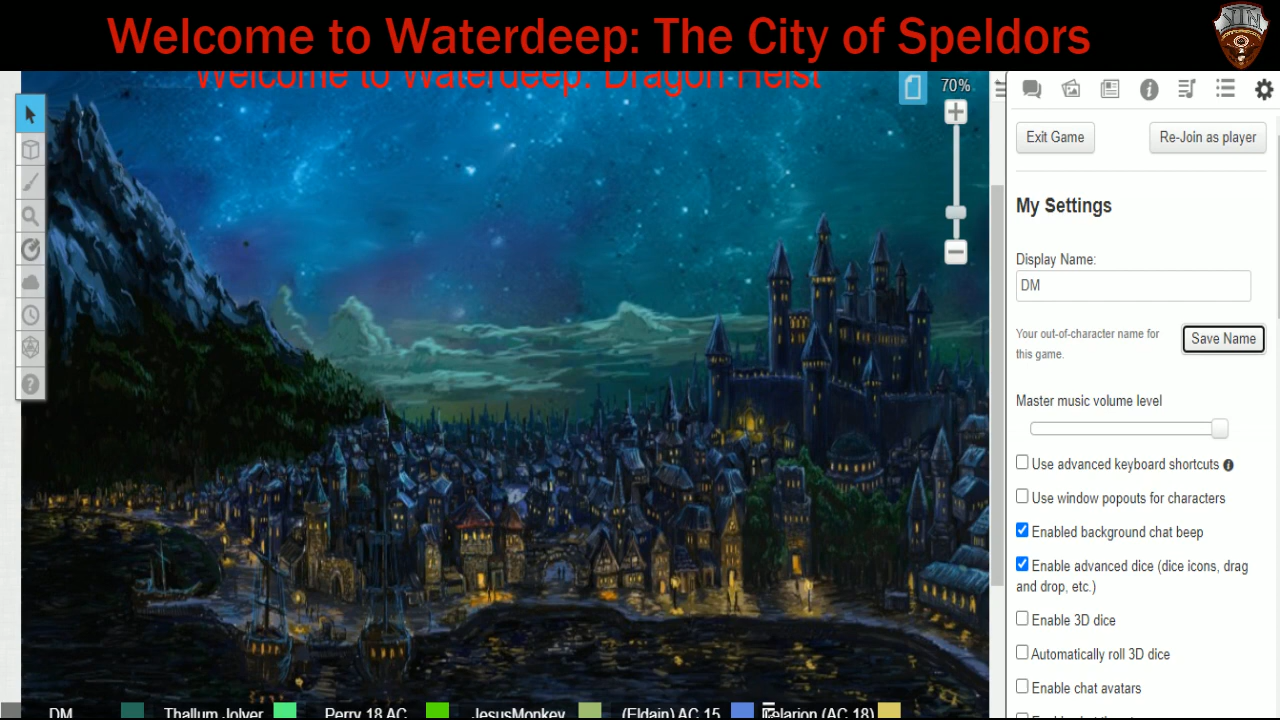 Welcome to Waterdeep: The City of Speldors
Welcome to Waterdeep: Dragon Heist
70%
Exit Game
Re-Join as player
My Settings
Display Name:
DM
Your out-of-character name for
this game.
Save Name
Master music volume level
Use advanced keyboard shortcuts
Use window popouts for characters
Enabled background chat beep
Enable advanced dice (dice icons, drag
and drop, etc.)
Enable 3D dice
Automatically roll 3D dice
Enable chat avatars
DM
Thallum Jolver
Perry 18 AC
JesusMonkey
(Eldain) AC 15
Telarion (AC 18)